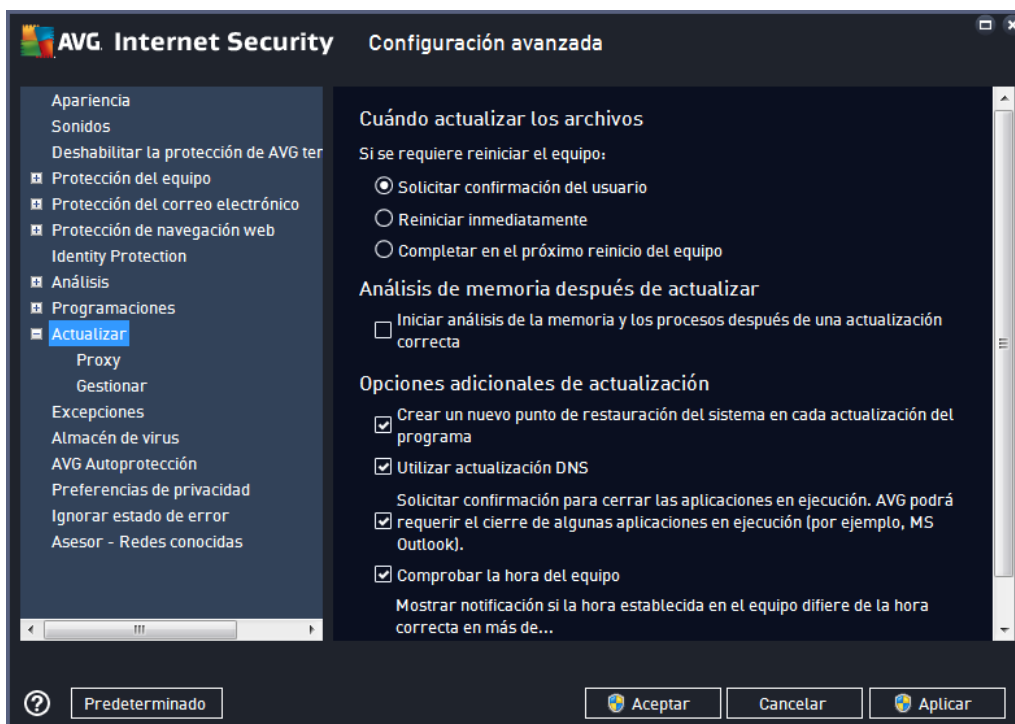 AVG. Internet Security
Configuración avanzada
Apariencia
Sonidos
Deshabilitar la protección de AVG ter
Protección del equipo
Protección del correo electrónico
Protección de navegación web
Identity Protection
Análisis
Programaciones
Actualizar
Proxy
Gestionar
Excepciones
Almacén de virus
AVG Autoprotección
Preferencias de privacidad
Ignorar estado de error
Asesor - Redes conocidas
Cuándo actualizar los archivos
Si se requiere reiniciar el equipo:
Solicitar confirmación del usuario
Reiniciar inmediatamente
Completar en el próximo reinicio del equipo
Análisis de memoria después de actualizar
Iniciar análisis de la memoria y los procesos después de una actualización
correcta
Opciones adicionales de actualización
Crear un nuevo punto de restauración del sistema en cada actualización del
programa
Utilizar actualización DNS
Solicitar confirmación para cerrar las aplicaciones en ejecución. AVG podrá
requerir el cierre de algunas aplicaciones en ejecución (por ejemplo, MS
Outlook).
Comprobar la hora del equipo
Mostrar notificación si la hora establecida en el equipo difiere de la hora
correcta en más de...
Predeterminado
Aceptar
Cancelar
Aplicar